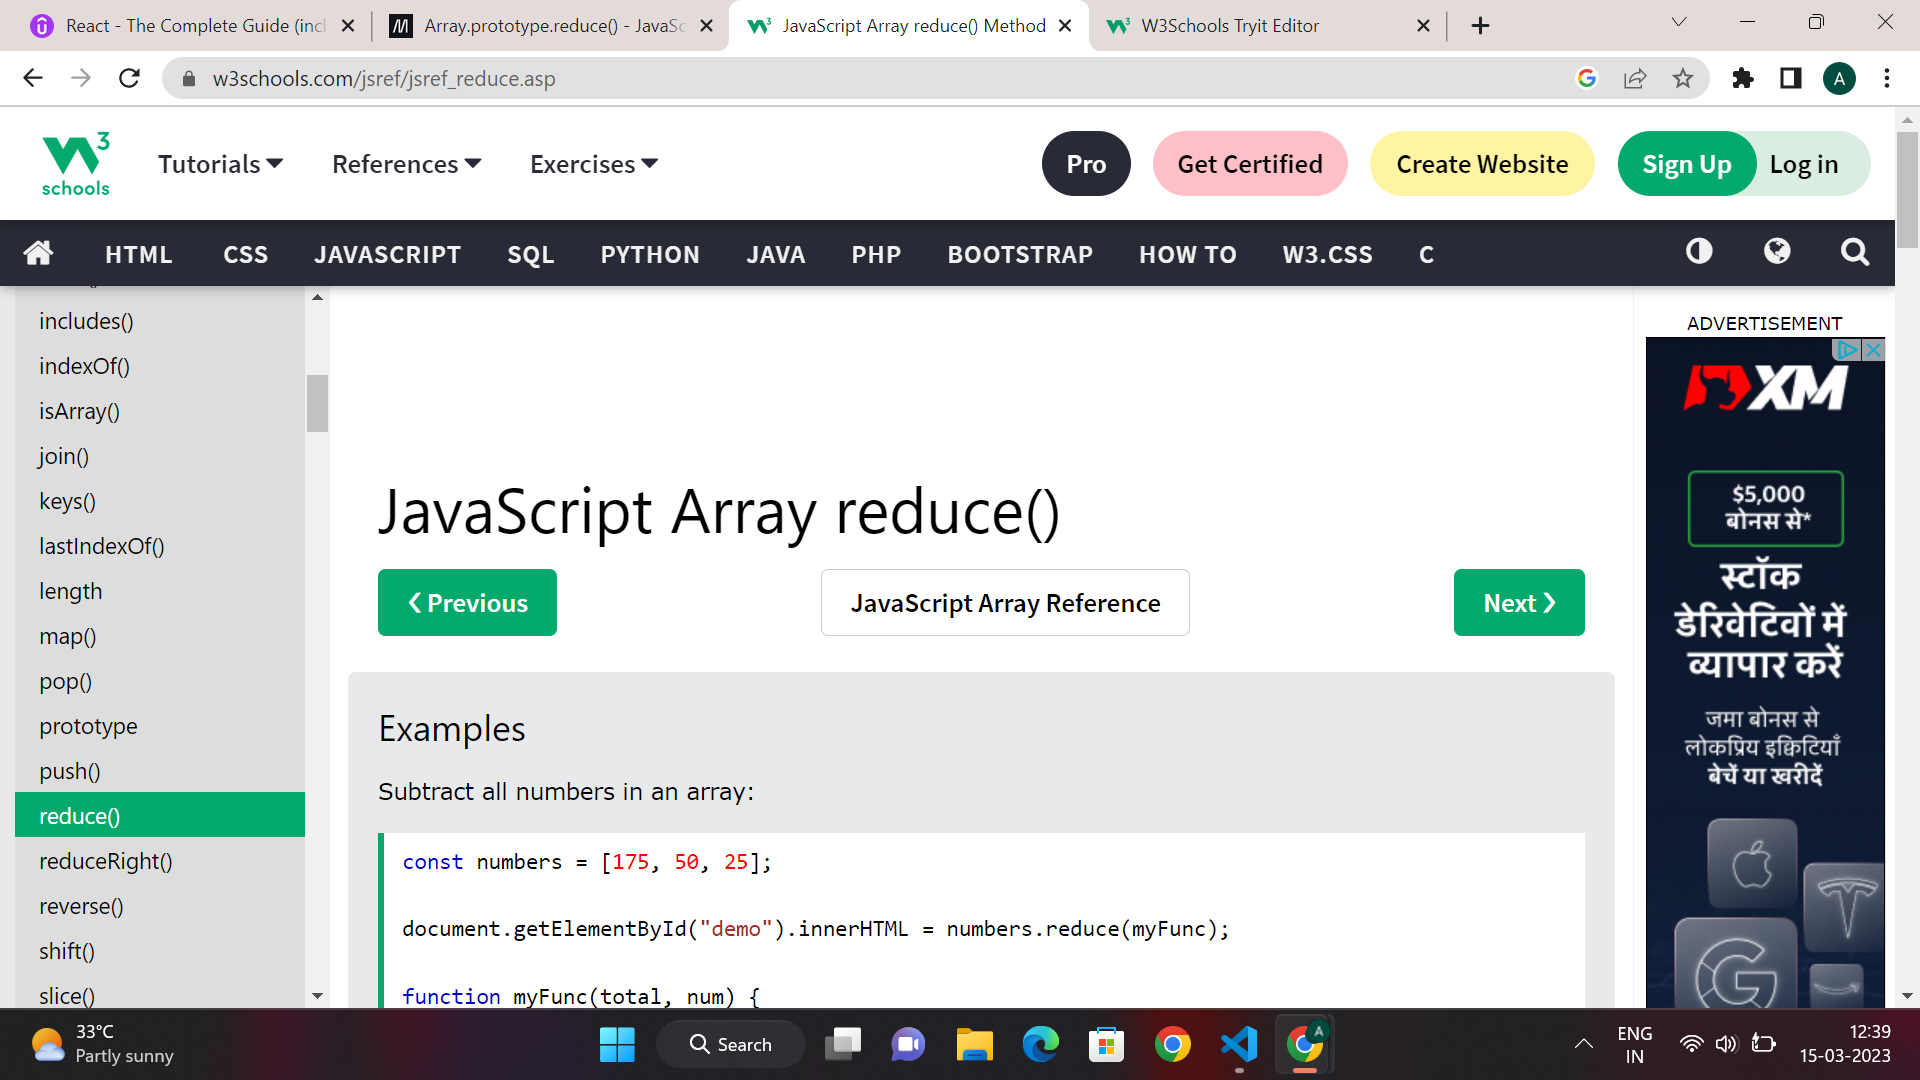 React - The Complete Guide (incl
Array.prototype.reduce() - JavaSc
JavaScript Array reduce() Method
W3Schools Tryit Editor
w3schools.com/jsref/jsref_reduce.asp
A
3
schools
Tutorials
References
Exercises
Pro
Get Certified
Create Website
Sign Up
Log in
HTML
CSS
JAVASCRIPT
SQL
PYTHON
JAVA
PHP
BOOTSTRAP
HOW TO
W3.CSS
C
includes()
indexOf()
isArray()
join()
keys()
lastIndexOf()
length
map()
pop()
prototype
push()
reduce()
reduceRight()
reverse()
shift()
slice()
JavaScript Array reduce()
❮ Previous
JavaScript Array Reference
Next ❯
Examples
Subtract all numbers in an array:
const numbers = [175, 50, 25];
document.getElementById("demo").innerHTML = numbers.reduce(myFunc);
function myFunc(total, num) {
ADVERTISEMENT
XM
$5,000
बोनस से*
स्टॉक
डेरिवेटिवों में
व्यापार करें
जमा बोनस से
लोकप्रिय इक्विटियाँ
बेचें या खरीदें
33°C
Partly sunny
Search
A
ENG
IN
12:39
15-03-2023